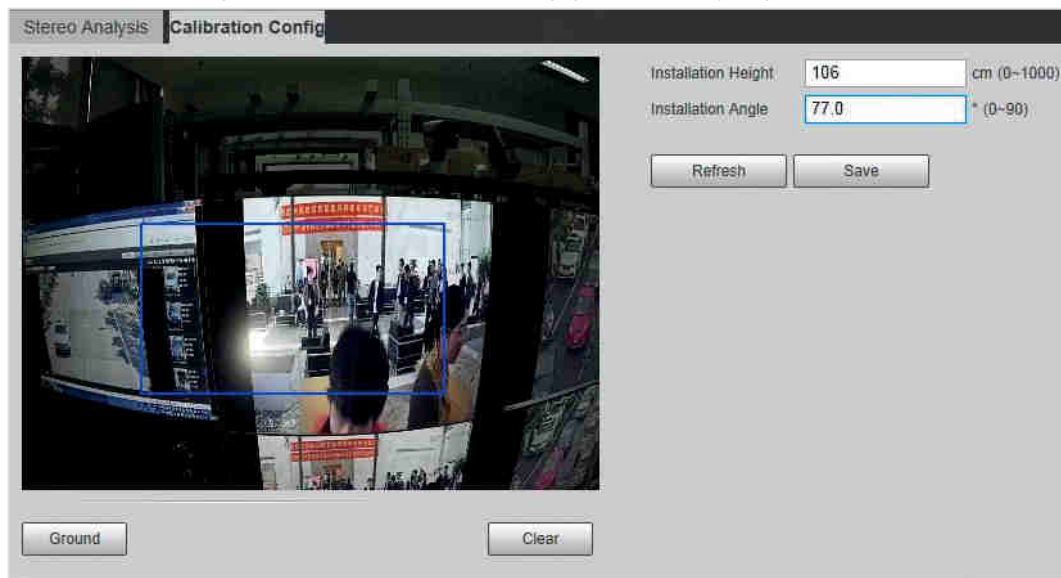 Stereo Analysis Calibration Config
Installation Height 106 cm (0~1000)
Installation Angle 77.0 ° (0~90)
Refresh Save
Ground Clear